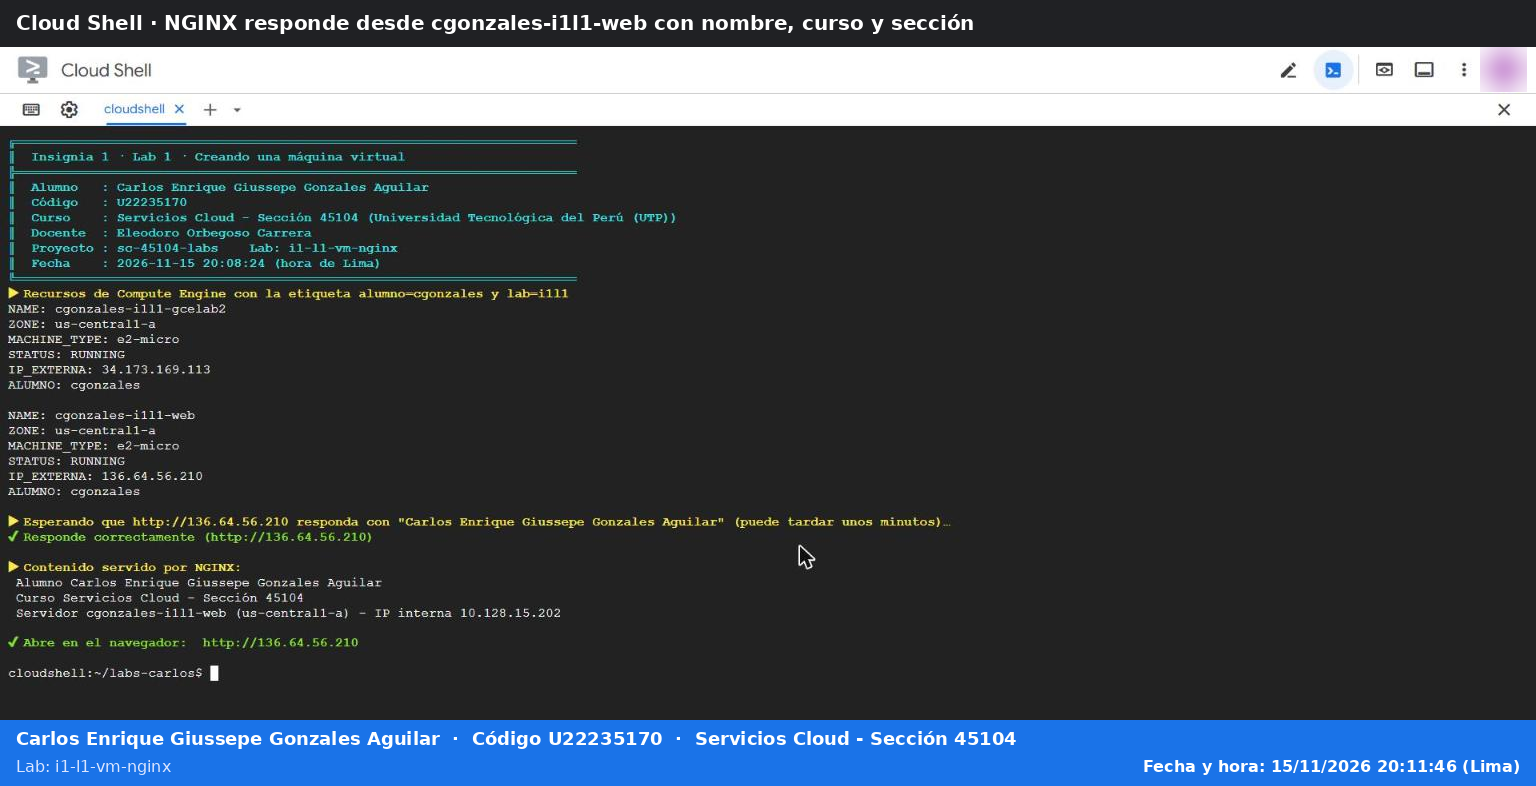 Cloud Shell · NGINX responde desde cgonzales-i1l1-web con nombre, curso y sección
Cloud Shell
cloudshell
Insignia 1 · Lab 1 · Creando una máquina virtual
Alumno : Carlos Enrique Giussepe Gonzales Aguilar
Código : U22235170
Curso : Servicios Cloud - Sección 45104 (Universidad Tecnológica del Perú (UTP))
Docente : Eleodoro Orbegoso Carrera
Proyecto : sc-45104-labs Lab: i1-l1-vm-nginx
Fecha : 2026-11-15 20:08:24 (hora de Lima)
▶ Recursos de Compute Engine con la etiqueta alumno=cgonzales y lab=i1l1
NAME: cgonzales-i1l1-gcelab2
ZONE: us-central1-a
MACHINE_TYPE: e2-micro
STATUS: RUNNING
IP_EXTERNA: 34.173.169.113
ALUMNO: cgonzales
NAME: cgonzales-i1l1-web
ZONE: us-central1-a
MACHINE_TYPE: e2-micro
STATUS: RUNNING
IP_EXTERNA: 136.64.56.210
ALUMNO: cgonzales
▶ Esperando que http://136.64.56.210 responda con "Carlos Enrique Giussepe Gonzales Aguilar" (puede tardar unos minutos)…
✔ Responde correctamente (http://136.64.56.210)
▶ Contenido servido por NGINX:
Alumno Carlos Enrique Giussepe Gonzales Aguilar
Curso Servicios Cloud - Sección 45104
Servidor cgonzales-i1l1-web (us-central1-a) - IP interna 10.128.15.202
✔ Abre en el navegador: http://136.64.56.210
cloudshell:~/labs-carlos$
Carlos Enrique Giussepe Gonzales Aguilar · Código U22235170 · Servicios Cloud - Sección 45104
Lab: i1-l1-vm-nginx
Fecha y hora: 15/11/2026 20:11:46 (Lima)